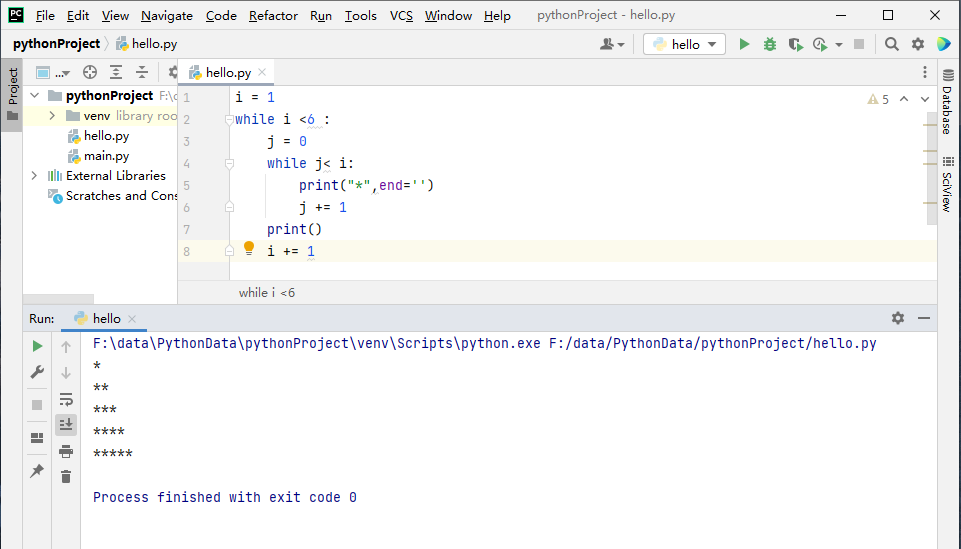 PC File Edit View Navigate Code Refactor Run Tools VCS Window Help pythonProject - hello.py
pythonProject hello.py hello
Project
... hello.py
pythonProject
venv library
hello.py
main.py
External Libraries
Scratches and
1 i = 1
2 while i <6 :
3 j = 0
4 while j< i:
5 print("*",end='')
6 j += 1
7 print()
8 i += 1
5
while i <6
Database
SciView
Run: hello
F:\data\PythonData\pythonProject\venv\Scripts\python.exe F:/data/PythonData/pythonProject/hello.py
*
**
***
****
*****
Process finished with exit code 0